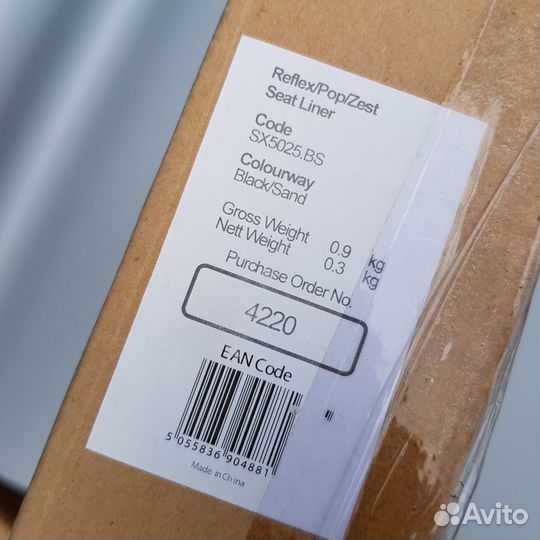 Reflex/Pop/Zest
Seat Liner
Code
SX5025.BS
Colourway
Black/Sand
Gross Weight 0.9 kg
Nett Weight 0.3 kg
Purchase Order No.
4220
EAN Code
5 055836 904881
Made in China
Avito